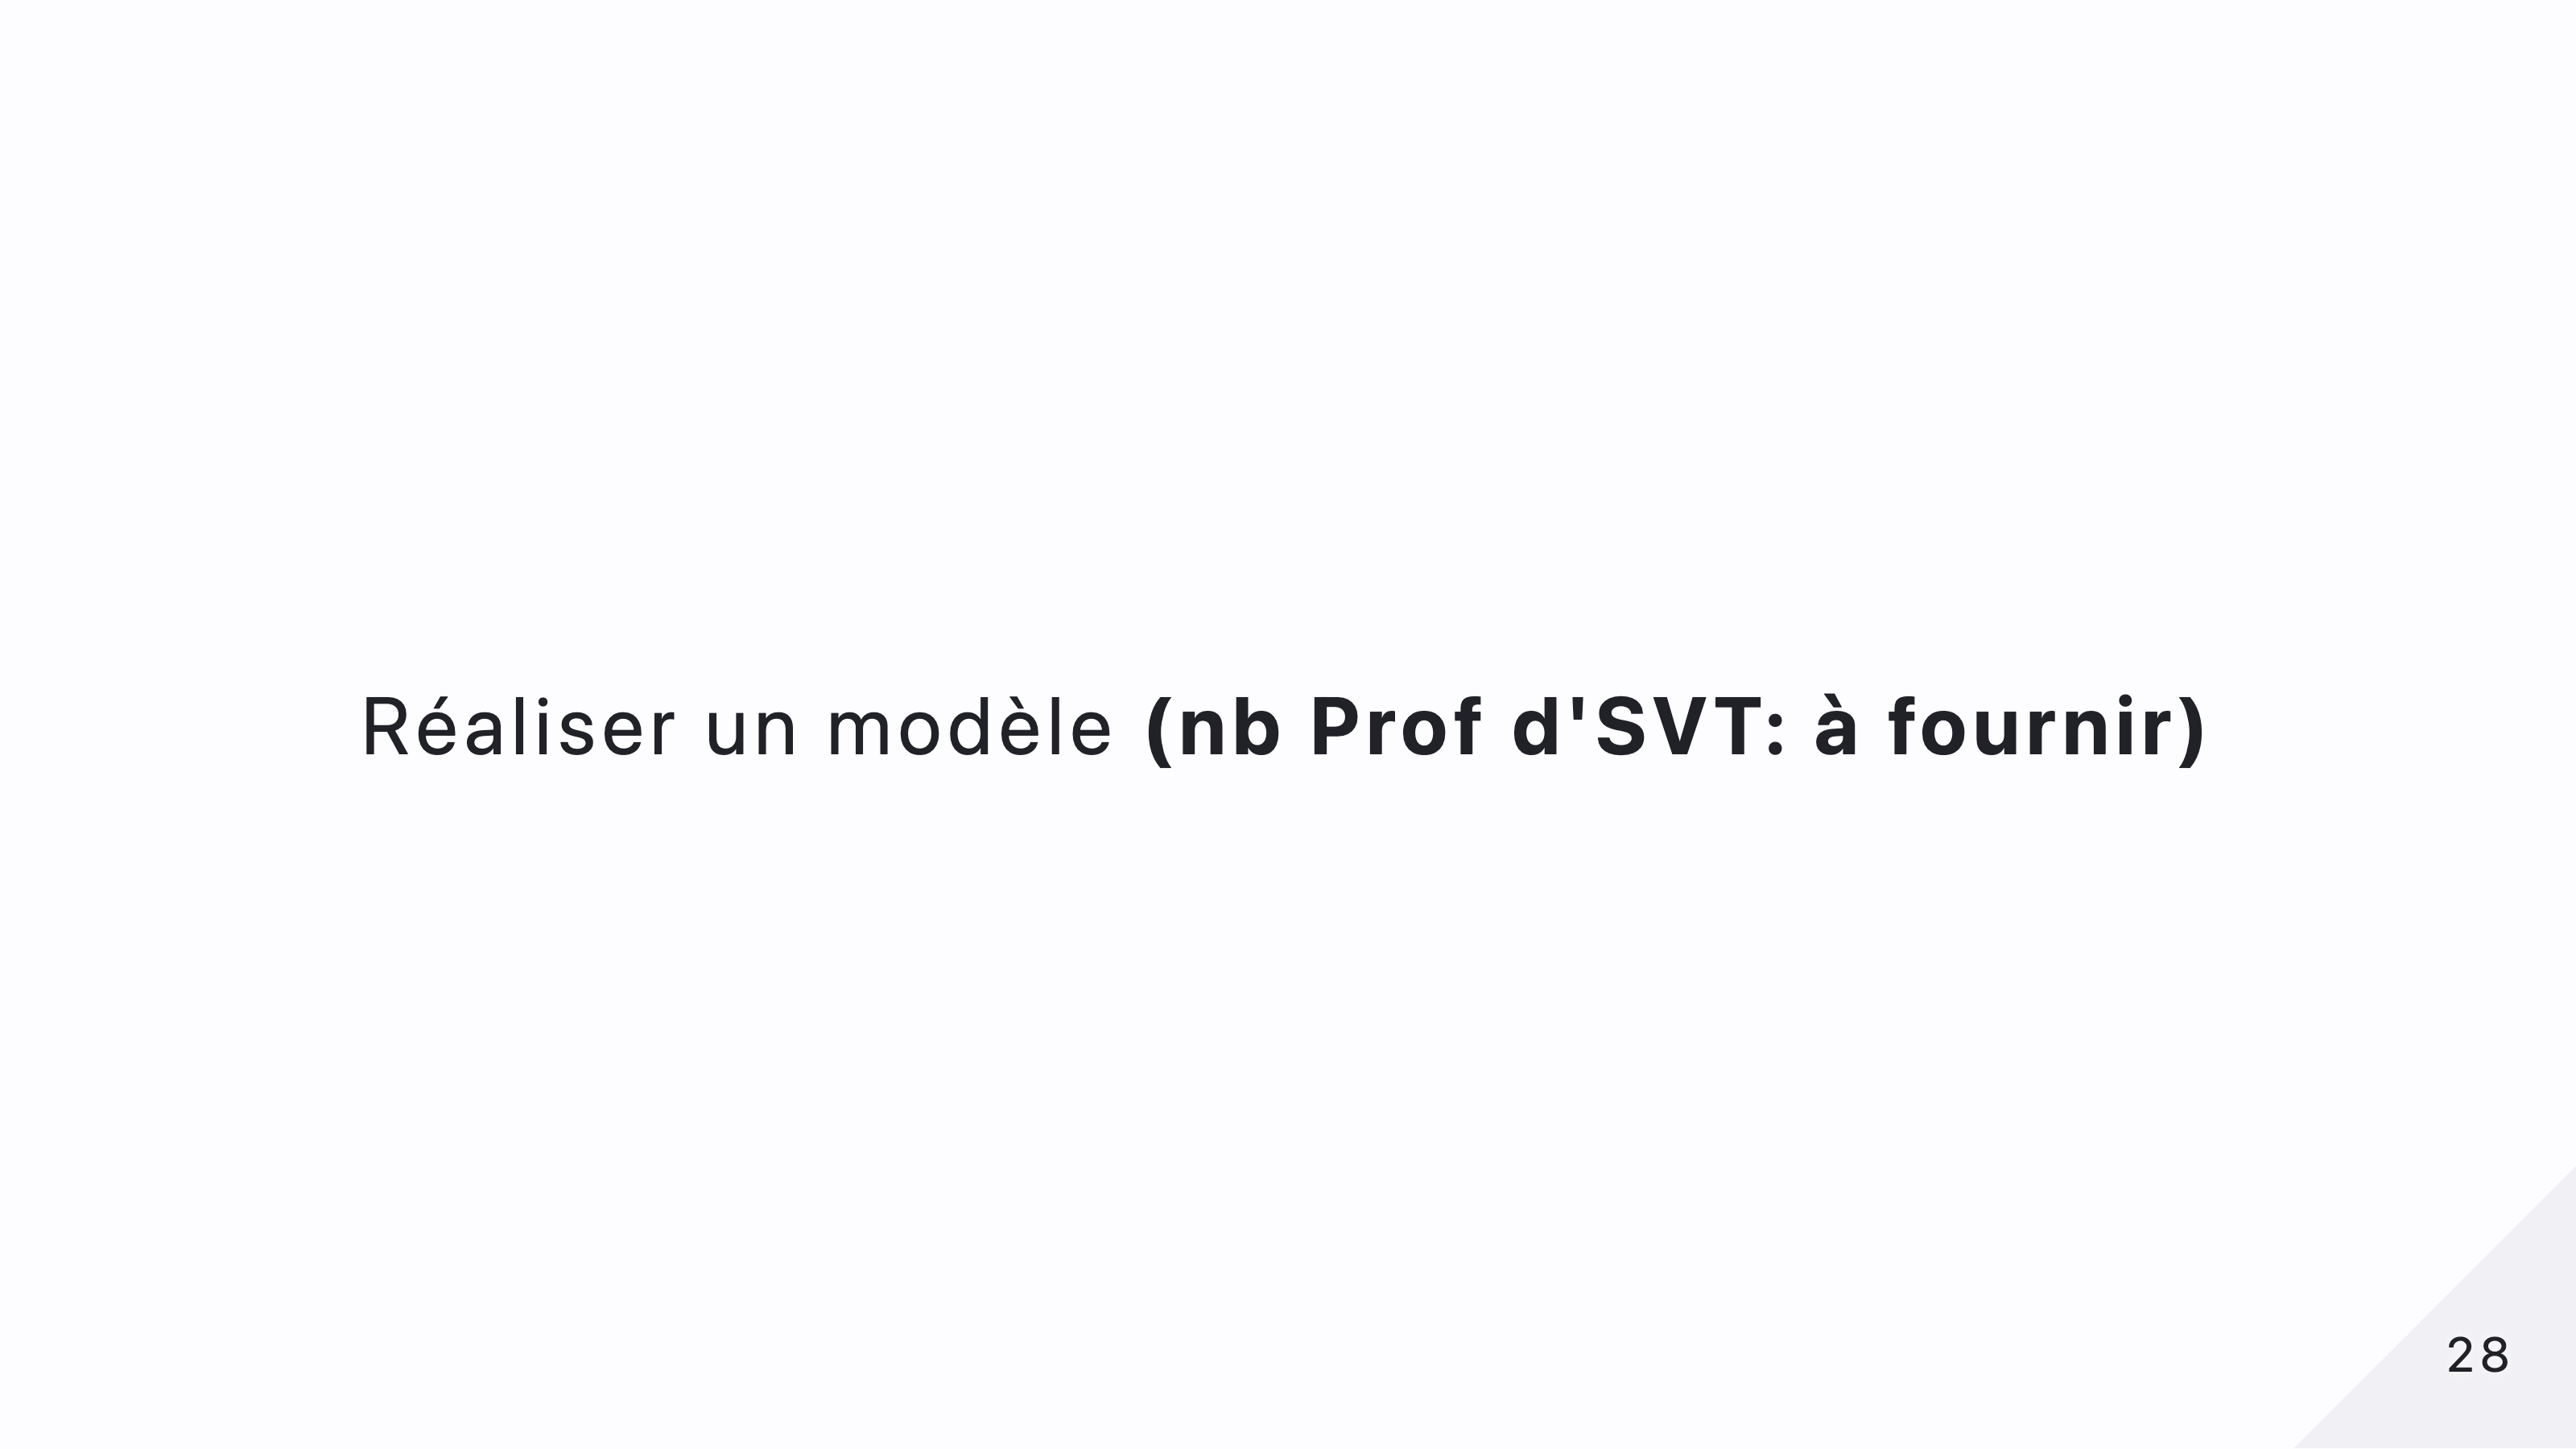 Réaliser un modèle (nb Prof d'SVT: à fournir)
28